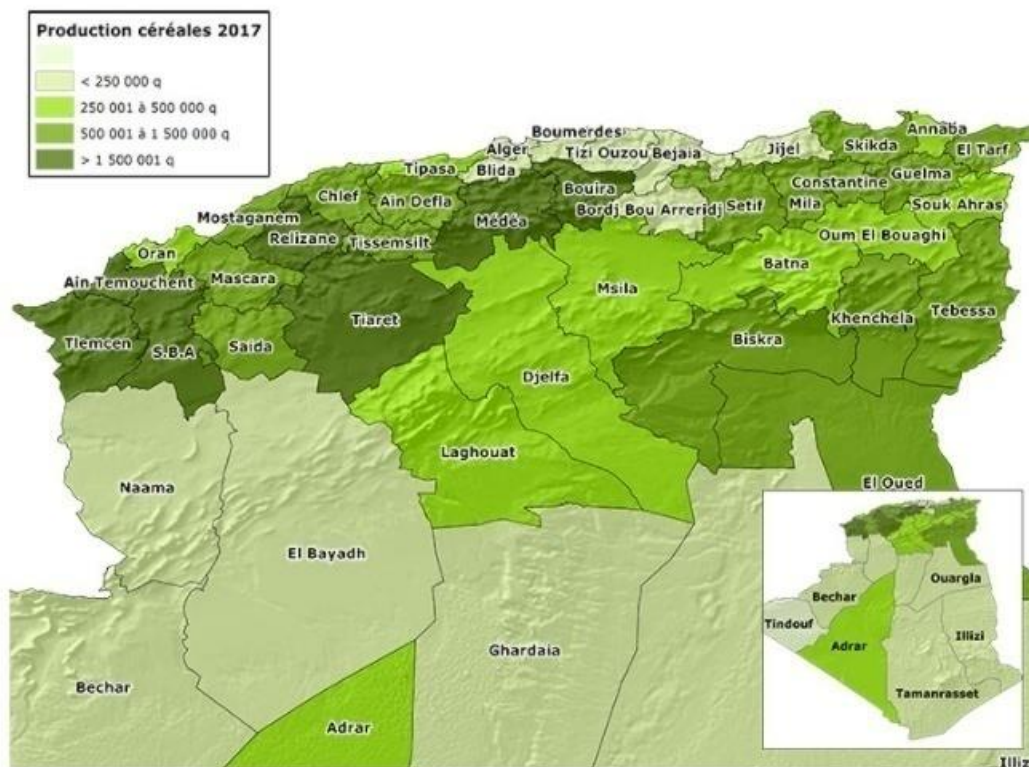 Production céréales 2017
< 250 000 q
250 001 à 500 000 q
500 001 à 1 500 000 q
> 1 500 001 q
Boumerdes
Annaba
Alger
Tizi Ouzou
Bejaia
Jijel
Skikda
El Tarf
Tipasa
Blida
Bouira
Constantine
Guelma
Chlef
Ain Defla
Bordj Bou Arreridj
Setif
Mila
Souk Ahras
Mostaganem
Médéa
Relizane
Tissemsilt
Oum El Bouaghi
Oran
Batna
Ain Temouchent
Mascara
Msila
Tiaret
Khenchela
Tebessa
Tlemcen
S.B.A
Saida
Biskra
Djelfa
Laghouat
Naama
El Oued
El Bayadh
Ouargla
Bechar
Tindouf
Illizi
Adrar
Ghardaia
Bechar
Tamanrasset
Adrar
Illiz